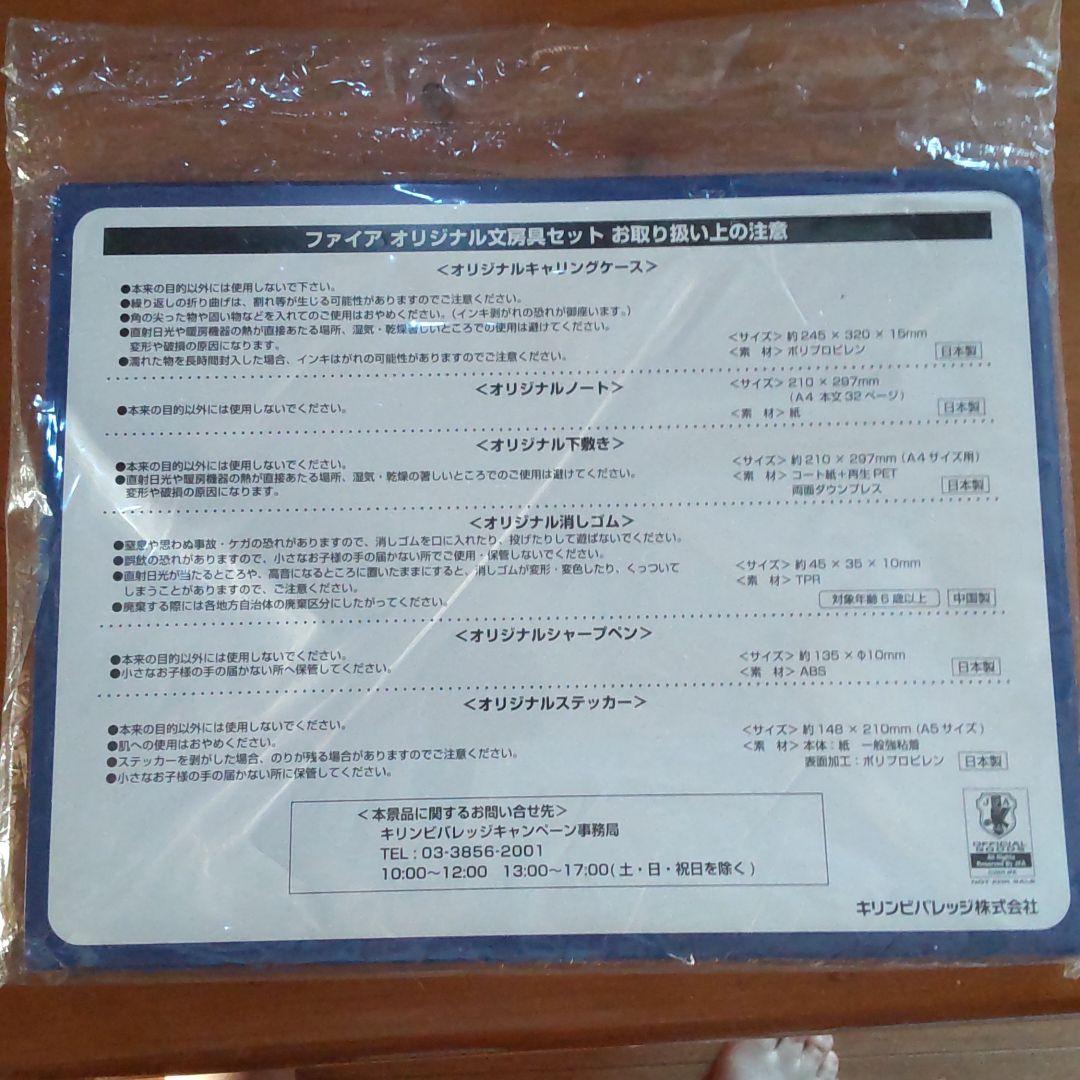 ファイア オリジナル文房具セット お取り扱い上の注意
<オリジナルキャリングケース>
●本来の目的以外には使用しないで下さい。
●繰り返しの折り曲げは、割れ等が生じる可能性がありますのでご注意ください。
●角の尖った物や固い物などを入れてのご使用はおやめください。(インキ剥がれの恐れが御座います。)
●直射日光や暖房機器の熱が直接あたる場所、湿気・乾燥著しいところでの使用は避けてください。
変形や破損の原因になります。
●濡れた物を長時間封入した場合、インキはがれの可能性がありますのでご注意ください。
<サイズ> 約245 × 320 × 15mm
<素 材> ポリプロピレン
日本製
<オリジナルノート>
●本来の目的以外には使用しないでください。
<サイズ> 210 × 297mm
(A4 本文32ページ)
<素 材> 紙
日本製
<オリジナル下敷き>
●本来の目的以外には使用しないでください。
●直射日光や暖房機器の熱が直接あたる場所、湿気・乾燥の著しいところでのご使用は避けてください。
変形や破損の原因になります。
<サイズ> 約210 × 297mm (A4サイズ用)
<素 材> コート紙+再生PET
両面ダウンプレス
日本製
<オリジナル消しゴム>
●窒息や思わぬ事故・ケガの恐れがありますので、消しゴムを口に入れたり、投げたりして遊ばないでください。
●誤飲の恐れがありますので、小さなお子様の手の届かない所でご使用・保管しないでください。
●直射日光が当たるところや、高音になるところに置いたままにすると、消しゴムが変形・変色したり、くっついて
しまうことがありますので、ご注意ください。
●廃棄する際には各地方自治体の廃棄区分にしたがってください。
<サイズ> 約45 × 35 × 10mm
<素 材> TPR
対象年齢6歳以上 中国製
<オリジナルシャープペン>
●本来の目的以外には使用しないでください。
●小さなお子様の手の届かない所へ保管してください。
<サイズ> 約135 × Φ10mm
<素 材> ABS
日本製
<オリジナルステッカー>
●本来の目的以外には使用しないでください。
●肌への使用はおやめください。
●ステッカーを剥がした場合、のりが残る場合がありますのでご注意ください。
●小さなお子様の手の届かない所に保管してください。
<サイズ> 約148 × 210mm (A5サイズ)
<素 材> 本体:紙 一般強粘着
表面加工:ポリプロピレン
日本製
<本景品に関するお問い合せ先>
キリンビバレッジキャンペーン事務局
TEL : 03-3856-2001
10:00〜12:00 13:00〜17:00(土・日・祝日を除く)
OFFICIAL
GOODS
All Rights
Reserved By JFA
NOT FOR SALE
キリンビバレッジ株式会社